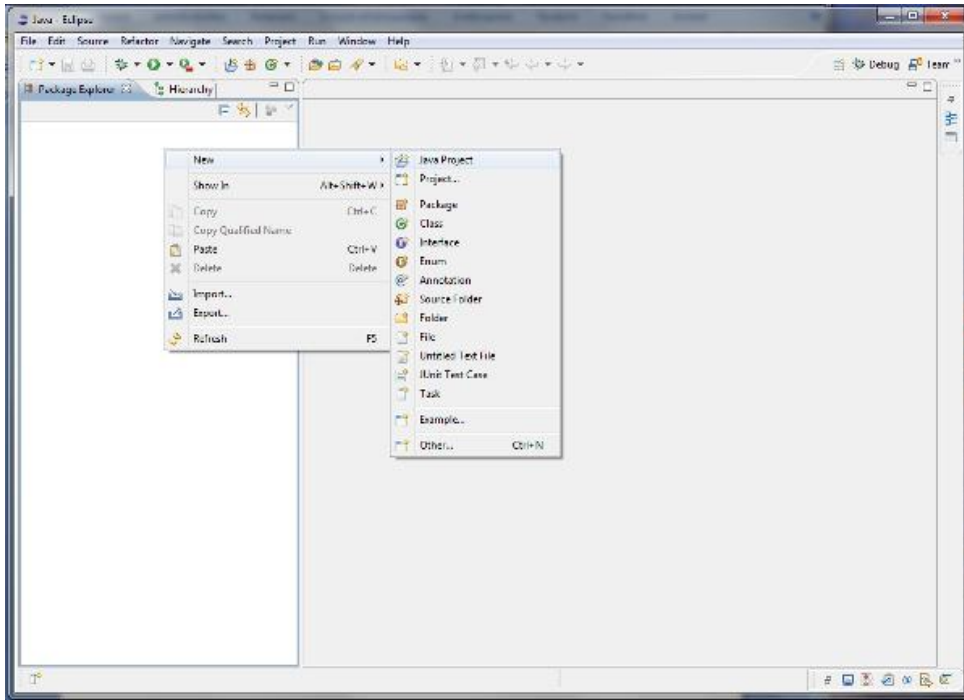 Java - Eclipse
File Edit Source Refactor Navigate Search Project Run Window Help
Debug Team
Package Explorer Hierarchy
New
Show In Alt+Shift+W
Copy Ctrl+C
Copy Qualified Name
Paste Ctrl+V
Delete Delete
Import...
Export...
Refresh F5
Java Project
Project...
Package
Class
Interface
Enum
Annotation
Source Folder
Folder
File
Untitled Text File
JUnit Test Case
Task
Example...
Other... Ctrl+N